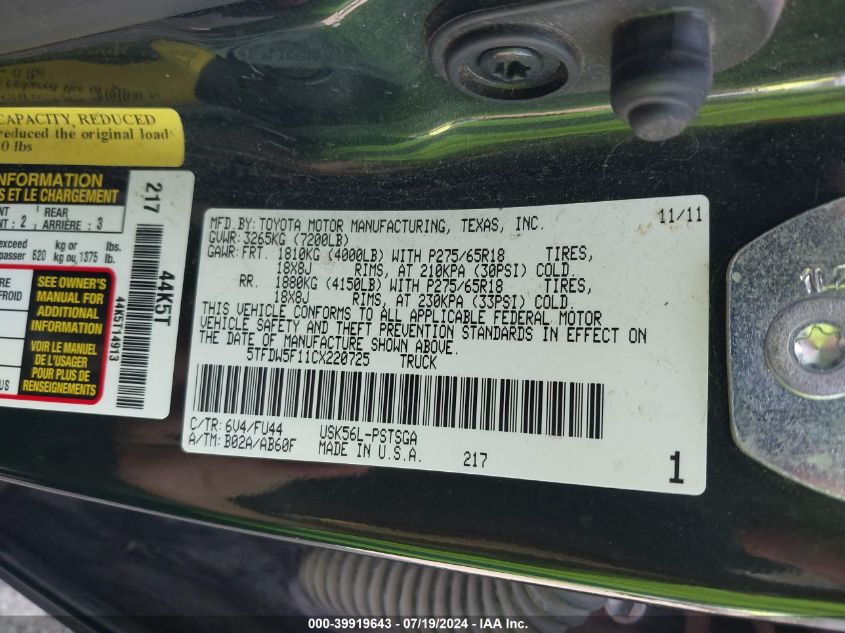 CAPACITY REDUCED
reduced the original load
0 lbs
INFORMATION
S ET LE CHARGEMENT
NT : 2 REAR ARRIÈRE : 3
exceed
passer 620 kg or kg ou 1375 lbs. lb.
RE
FROID
SEE OWNER'S
MANUAL FOR
ADDITIONAL
INFORMATION
VOIR LE MANUEL
DE L'USAGER
POUR PLUS DE
RENSEIGNEMENTS
US
217
44K5T
44K5T14913
MFD. BY: TOYOTA MOTOR MANUFACTURING, TEXAS, INC. 11/11
GVWR: 3265KG (7200LB)
GAWR: FRT. 1810KG (4000LB) WITH P275/65R18 TIRES,
18X8J RIMS, AT 210KPA (30PSI) COLD.
RR. 1880KG (4150LB) WITH P275/65R18 TIRES,
18X8J RIMS, AT 230KPA (33PSI) COLD.
THIS VEHICLE CONFORMS TO ALL APPLICABLE FEDERAL MOTOR
VEHICLE SAFETY AND THEFT PREVENTION STANDARDS IN EFFECT ON
THE DATE OF MANUFACTURE SHOWN ABOVE.
5TFDW5F11CX220725 TRUCK
C/TR: 6V4/FU44 USK56L-PSTSGA
A/TM: B02A/AB60F MADE IN U.S.A. 217
1
000-39919643 - 07/19/2024 - IAA Inc.